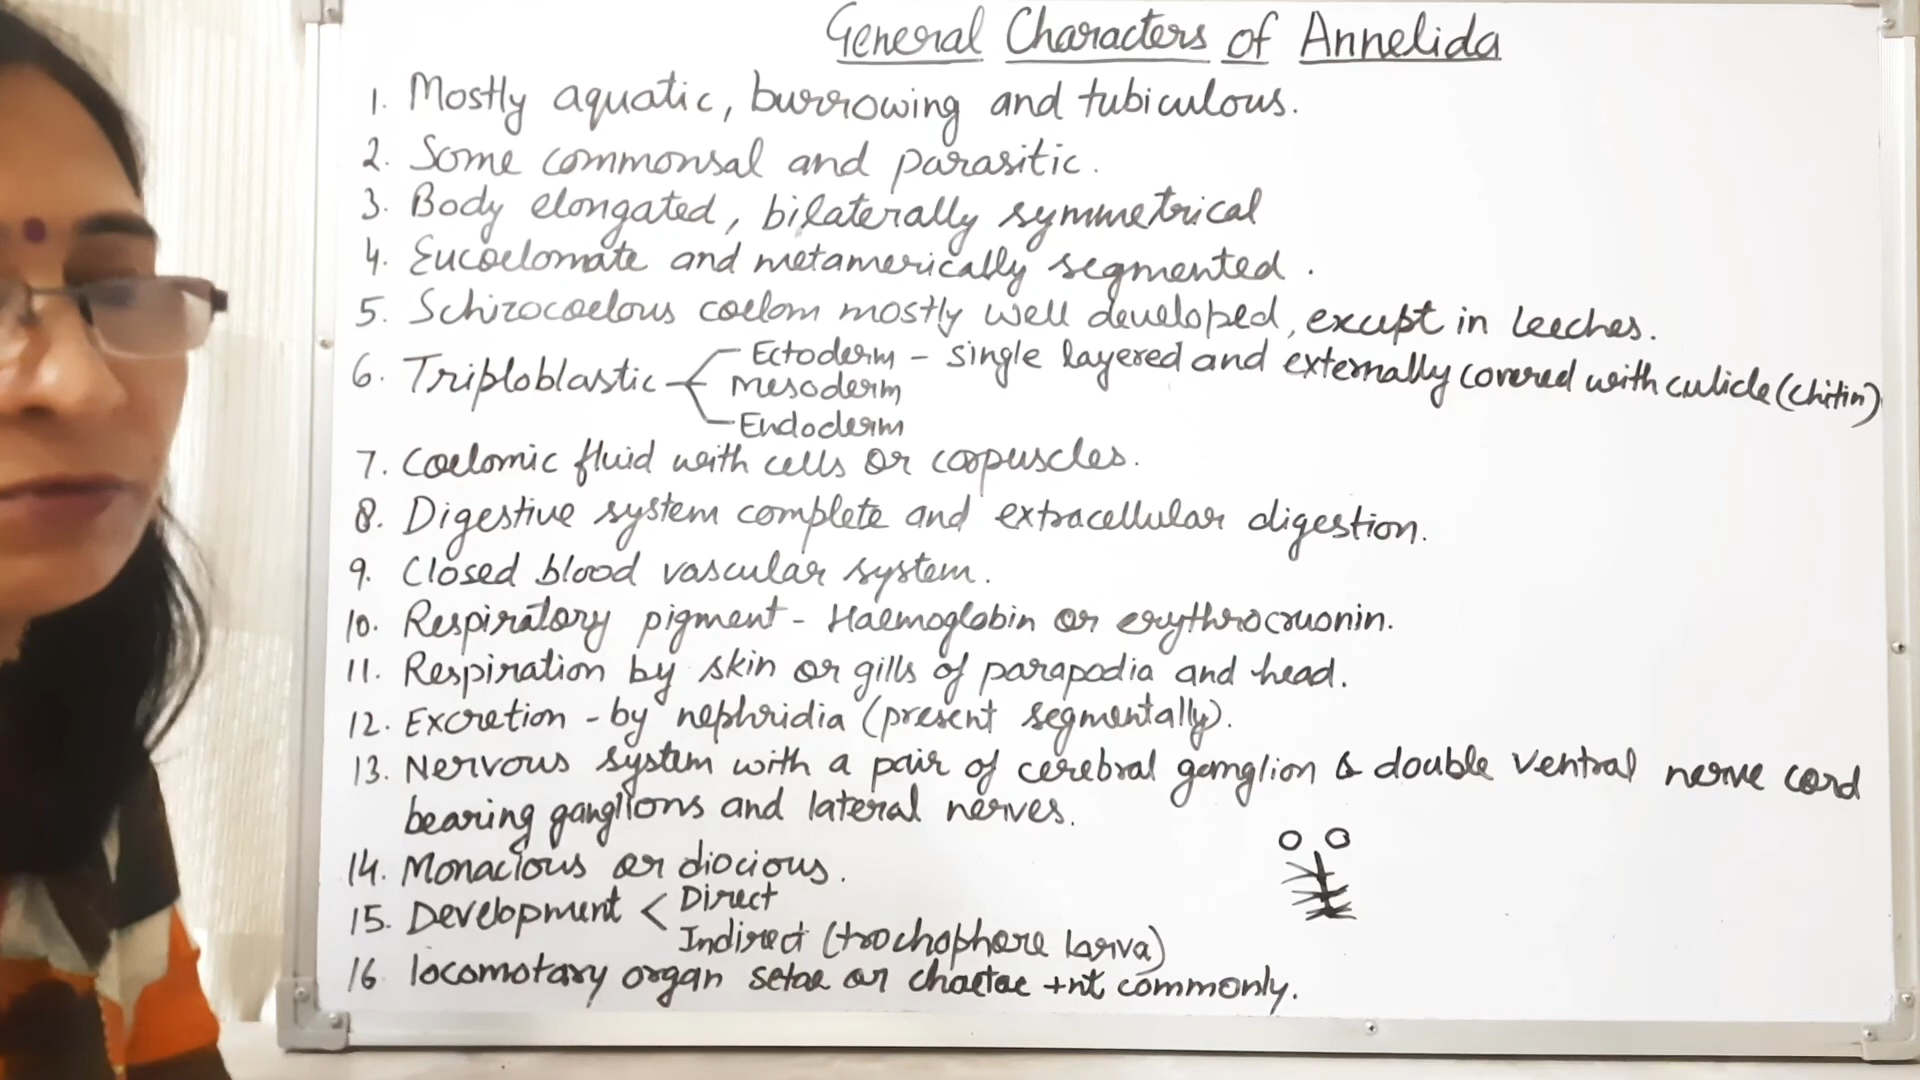 General Characters of Annelida
1. Mostly aquatic, burrowing and tubiculous.
2. Some commonsal and parasitic.
3. Body elongated, bilaterally symmetrical
4. Eucoelomate and metamerically segmented.
5. Schizocoelous coelom mostly well developed, except in leeches.
6. Triploblastic
Ectoderm - single layered and externally covered with cuticle (chitin)
Mesoderm
Endoderm
7. Coelomic fluid with cells or corpuscles.
8. Digestive system complete and extracellular digestion.
9. Closed blood vascular system.
10. Respiratory pigment - Haemoglobin or erythrocruonin.
11. Respiration by skin or gills of parapodia and head.
12. Excretion - by nephridia (present segmentally).
13. Nervous system with a pair of cerebral ganglion & double ventral nerve cord
bearing ganglions and lateral nerves.
14. Monacious or diocious.
15. Development < Direct
Indirect (trochophore larva)
16 locomotary organ setae or chaetae +nt commonly.